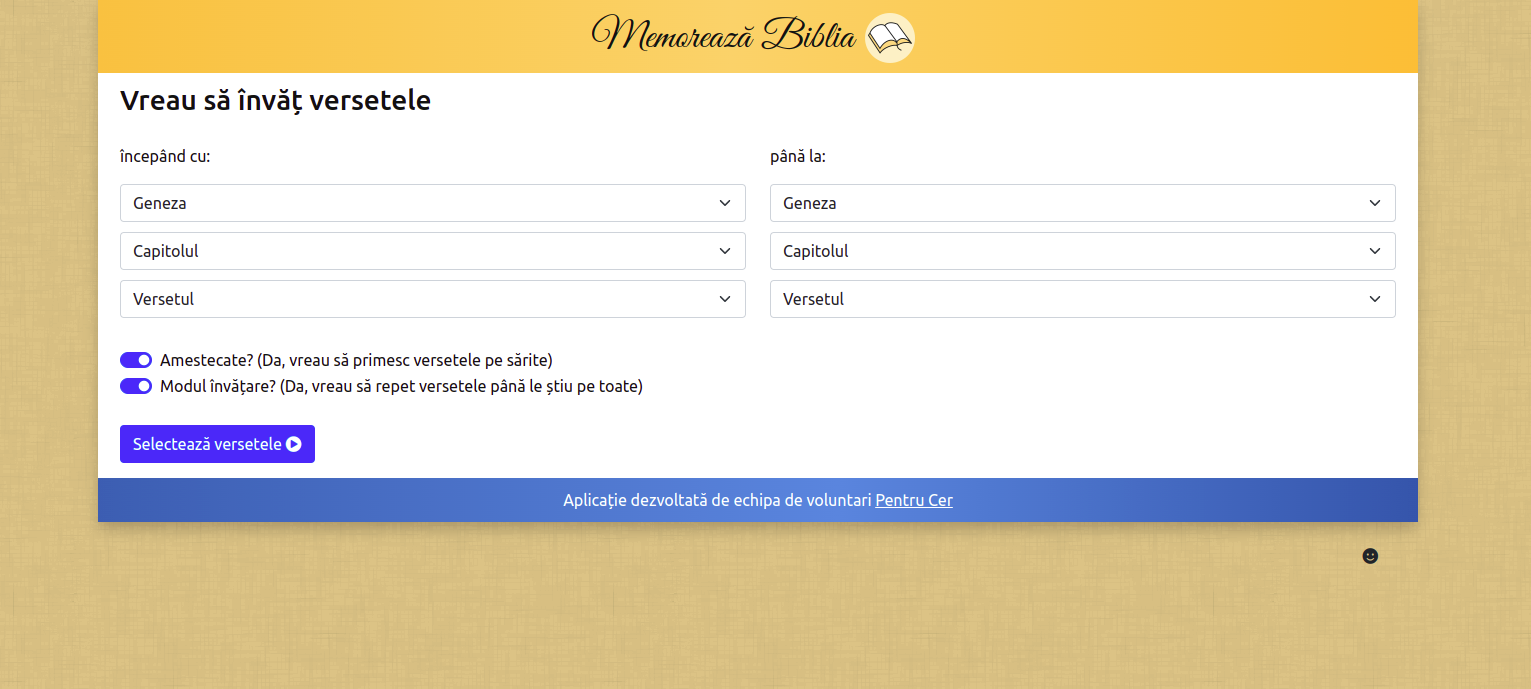 Memorează Biblia
Vreau să învăț versetele
începând cu:
până la:
Geneza
Geneza
Capitolul
Capitolul
Versetul
Versetul
Amestecate? (Da, vreau să primesc versetele pe sărite)
Modul învățare? (Da, vreau să repet versetele până le știu pe toate)
Selectează versetele
Aplicație dezvoltată de echipa de voluntari Pentru Cer